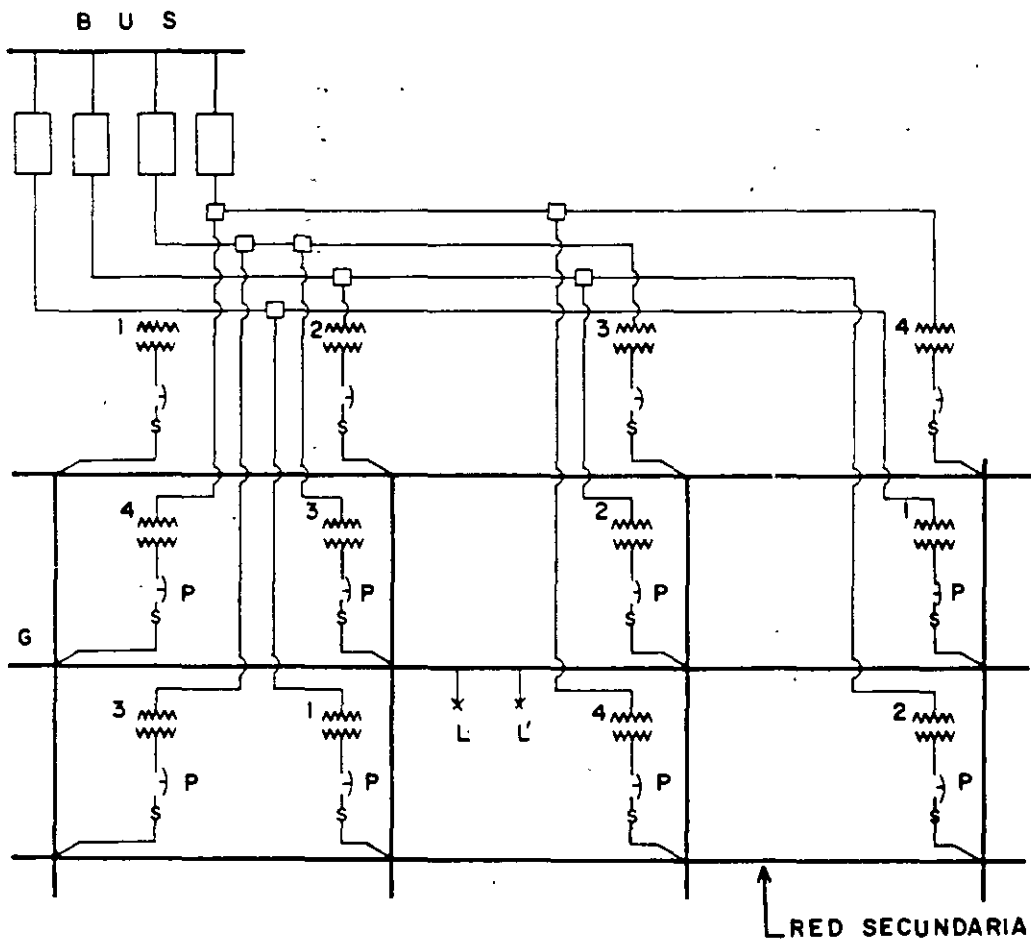 B U S
1 2 3 4
4 3 2 1
P P P P
G
3 1 4 2
L L'
P P P P
S S S S
S S S S
S S S S
RED SECUNDARIA